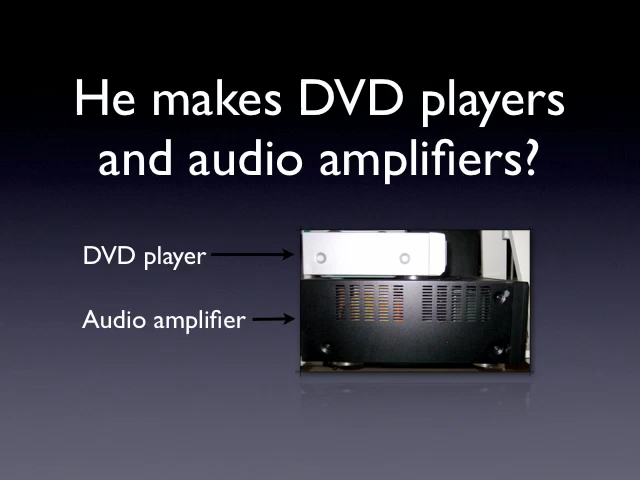 He makes DVD players
and audio amplifiers?
DVD player
Audio amplifier